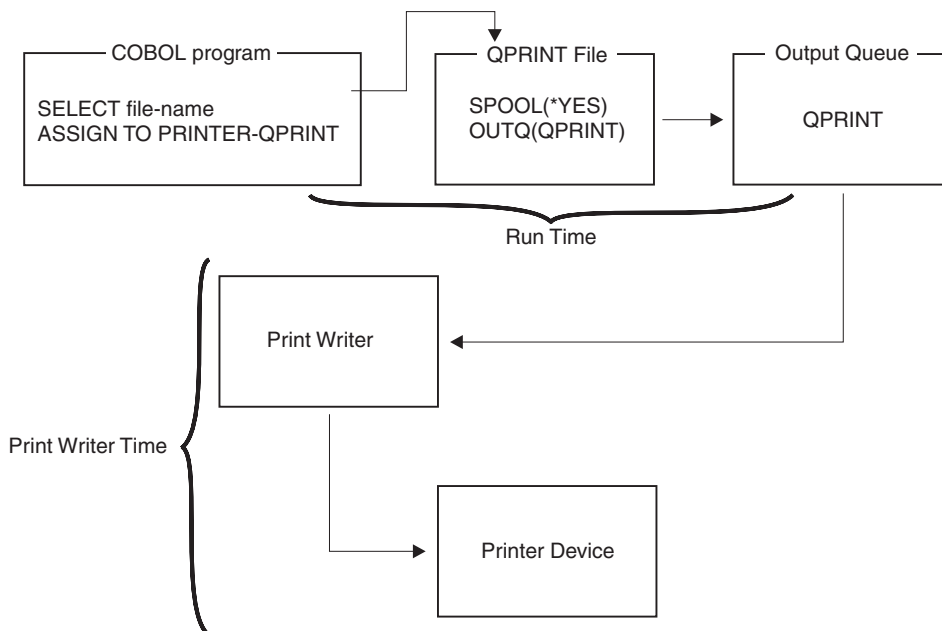 COBOL program
SELECT file-name
ASSIGN TO PRINTER-QPRINT
QPRINT File
SPOOL(*YES)
OUTQ(QPRINT)
Output Queue
QPRINT
Run Time
Print Writer
Print Writer Time
Printer Device